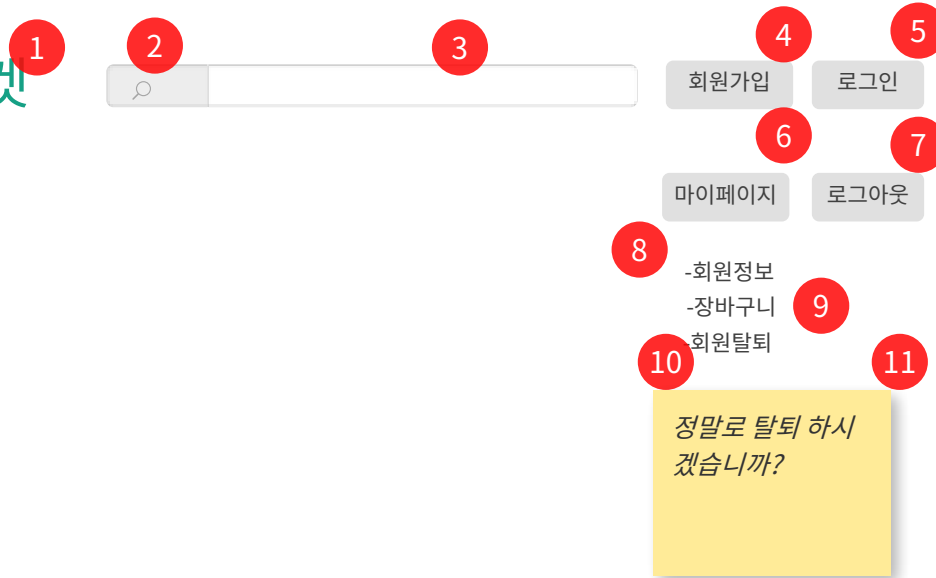 1
2
3
4
5
켓
회원가입
로그인
6
7
마이페이지
로그아웃
8
-회원정보
-장바구니
9
-회원탈퇴
10
11
정말로 탈퇴 하시
겠습니까?